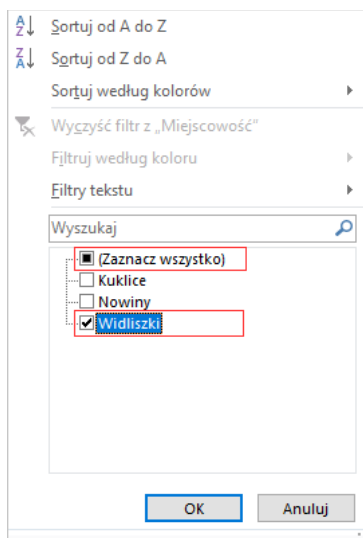 Sortuj od A do Z
Sortuj od Z do A
Sortuj według kolorów
Wyczyść filtr z „Miejscowość“
Filtruj według koloru
Filtry tekstu
Wyszukaj
(Zaznacz wszystko)
Kuklice
Nowiny
Widliszki
OK Anuluj